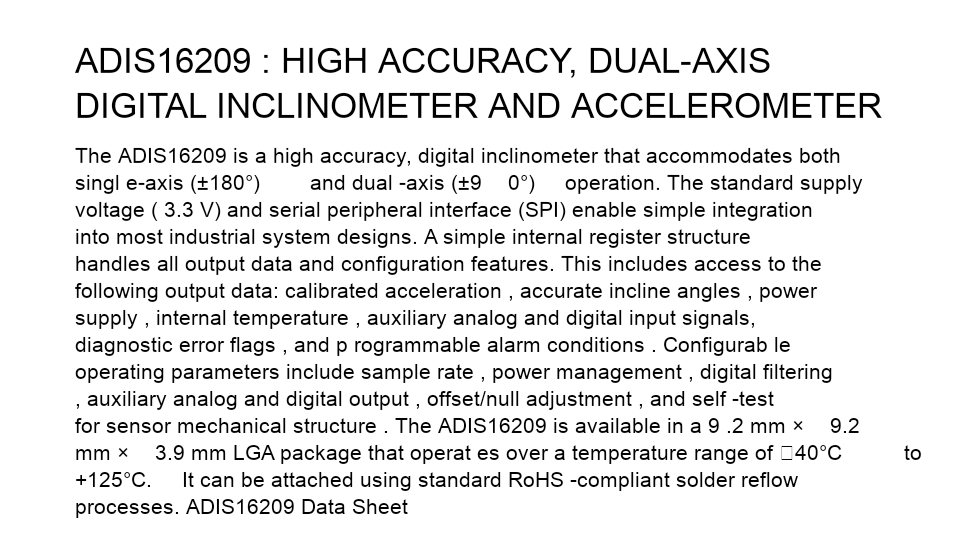 ADIS16209 : HIGH ACCURACY, DUAL-AXIS
DIGITAL INCLINOMETER AND ACCELEROMETER
The ADIS16209 is a high accuracy, digital inclinometer that accommodates both
singl e-axis (±180°) and dual -axis (±9 0°) operation. The standard supply
voltage ( 3.3 V) and serial peripheral interface (SPI) enable simple integration
into most industrial system designs. A simple internal register structure
handles all output data and configuration features. This includes access to the
following output data: calibrated acceleration , accurate incline angles , power
supply , internal temperature , auxiliary analog and digital input signals,
diagnostic error flags , and p rogrammable alarm conditions . Configurab le
operating parameters include sample rate , power management , digital filtering
, auxiliary analog and digital output , offset/null adjustment , and self -test
for sensor mechanical structure . The ADIS16209 is available in a 9 .2 mm × 9.2
mm × 3.9 mm LGA package that operat es over a temperature range of □40°C to
+125°C. It can be attached using standard RoHS -compliant solder reflow
processes. ADIS16209 Data Sheet